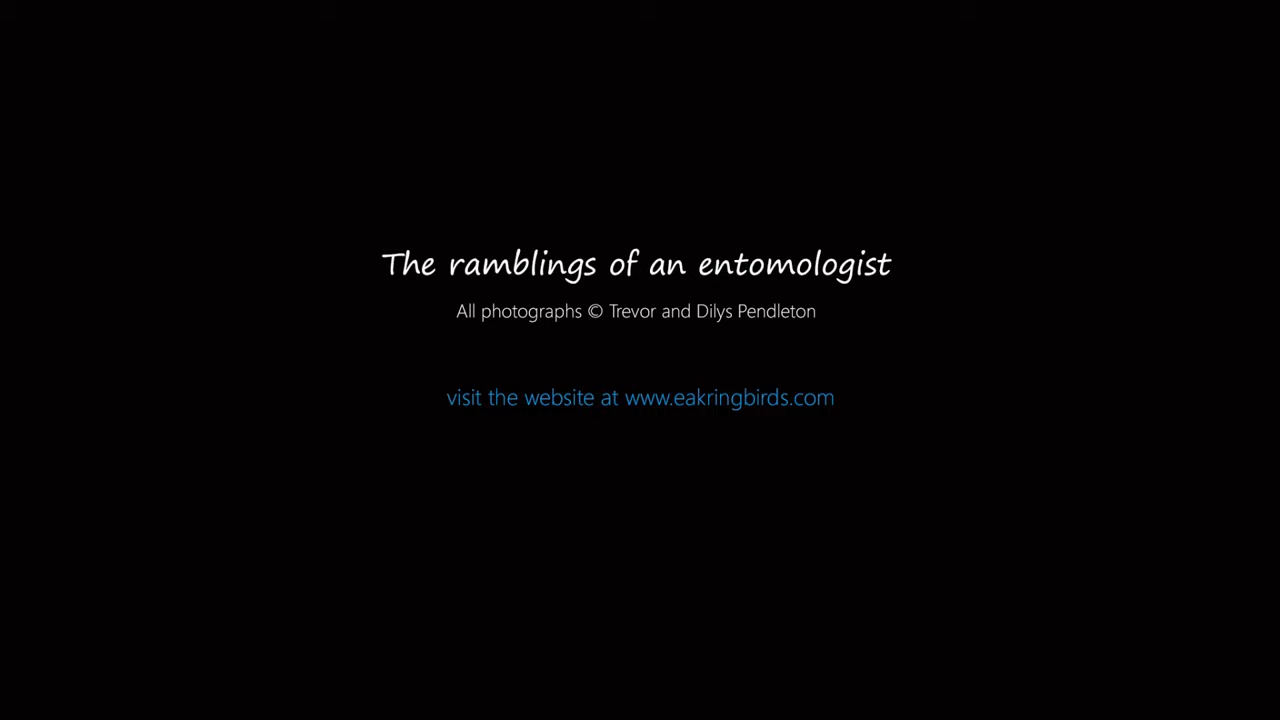 The ramblings of an entomologist
All photographs © Trevor and Dilys Pendleton
visit the website at www.eakringbirds.com